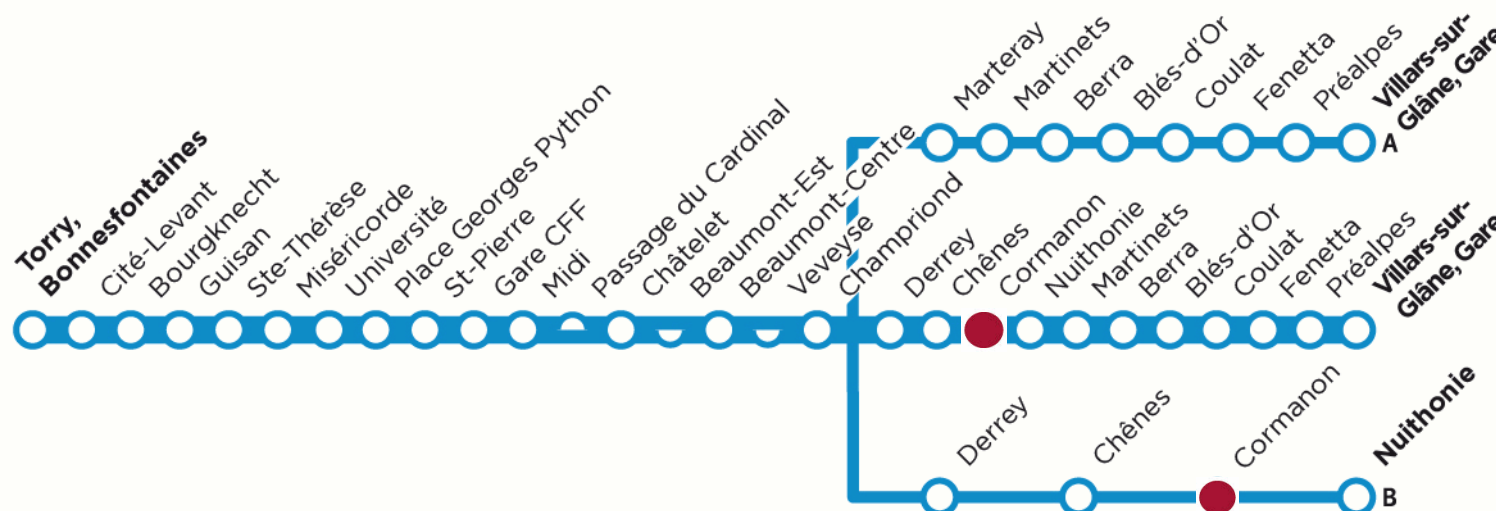 Marteray
Martinets
Berra
Blés-d'Or
Coulat
Fenetta
Préalpes
Villars-sur-
Glâne, Gare
A
Torry,
Bonnesfontaines
Cité-Levant
Bourgknecht
Guisan
Ste-Thérèse
Miséricorde
Université
Place Georges Python
St-Pierre
Gare CFF
Midi
Passage du Cardinal
Châtelet
Beaumont-Est
Beaumont-Centre
Veveyse
Champriond
Derrey
Chênes
Cormanon
Nuithonie
Martinets
Berra
Blés-d'Or
Coulat
Fenetta
Préalpes
Villars-sur-
Glâne, Gare
Derrey
Chênes
Cormanon
Nuithonie
B